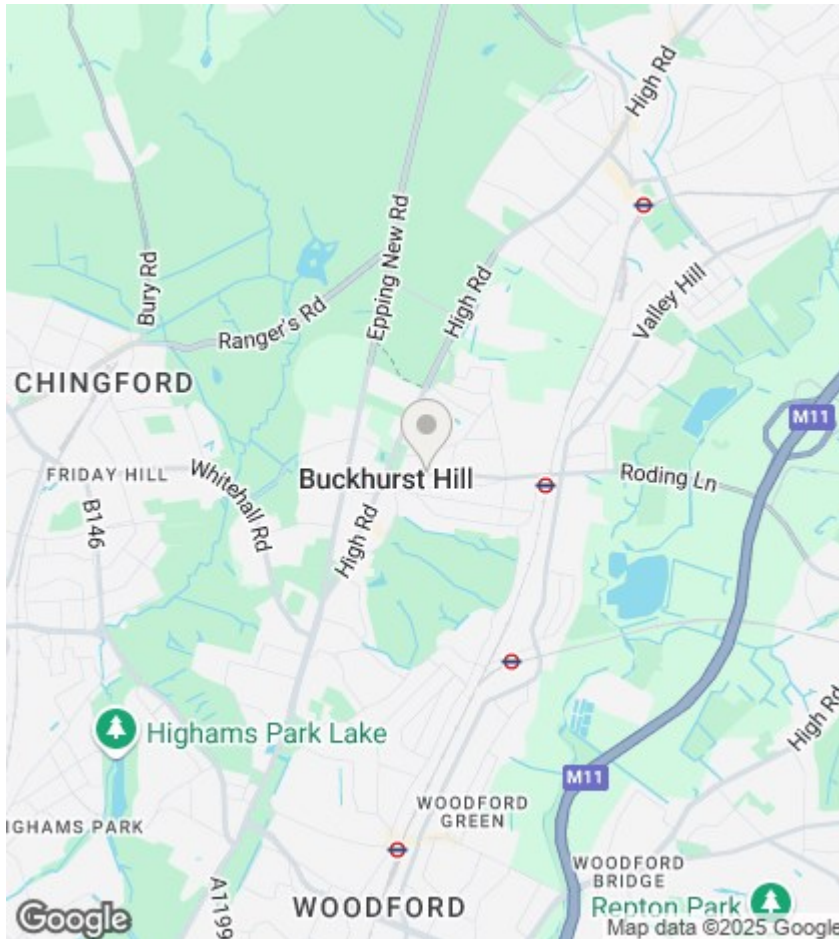 High Rd
Epping New Rd
Bury Rd
High Rd
Valley Hill
Ranger's Rd
CHINGFORD
M11
Buckhurst Hill
Roding Ln
FRIDAY HILL
Whitehall Rd
B146
High Rd
Highams Park Lake
High Rd
M11
WOODFORD
GREEN
IGHAMS PARK
WOODFORD
BRIDGE
A1199
WOODFORD
Repton Park
Google
Map data ©2025 Google